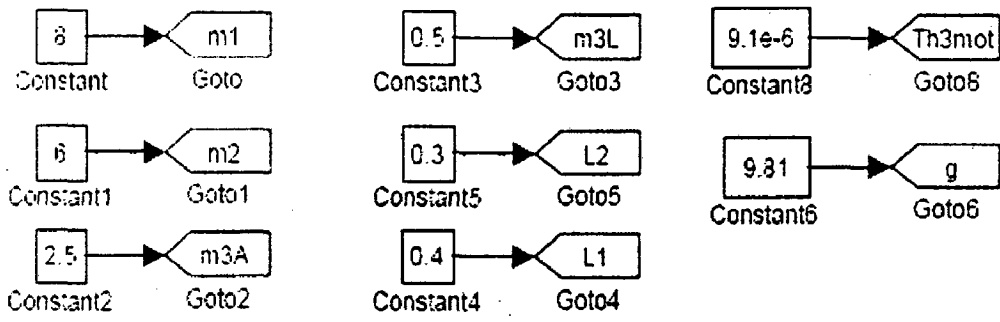 8 m1
Constant Goto
6 m2
Constant1 Goto1
2.5 m3A
Constant2 Goto2
0.5 m3L
Constant3 Goto3
0.3 L2
Constant5 Goto5
0.4 L1
Constant4 Goto4
9.1e-6 Th3mot
Constant8 Goto8
9.81 g
Constant6 Goto6